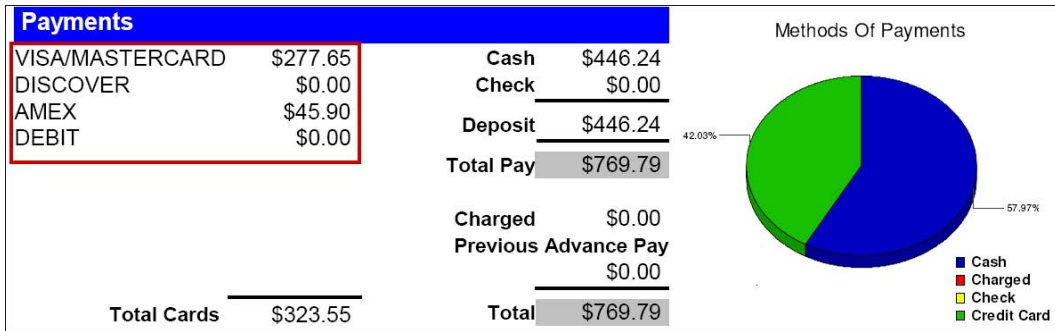 Payments
VISA/MASTERCARD $277.65
DISCOVER $0.00
AMEX $45.90
DEBIT $0.00
Total Cards $323.55
Cash $446.24
Check $0.00
Deposit $446.24
Total Pay $769.79
Charged $0.00
Previous Advance Pay
$0.00
Total $769.79
Methods Of Payments
42.03%
57.97%
Cash
Charged
Check
Credit Card